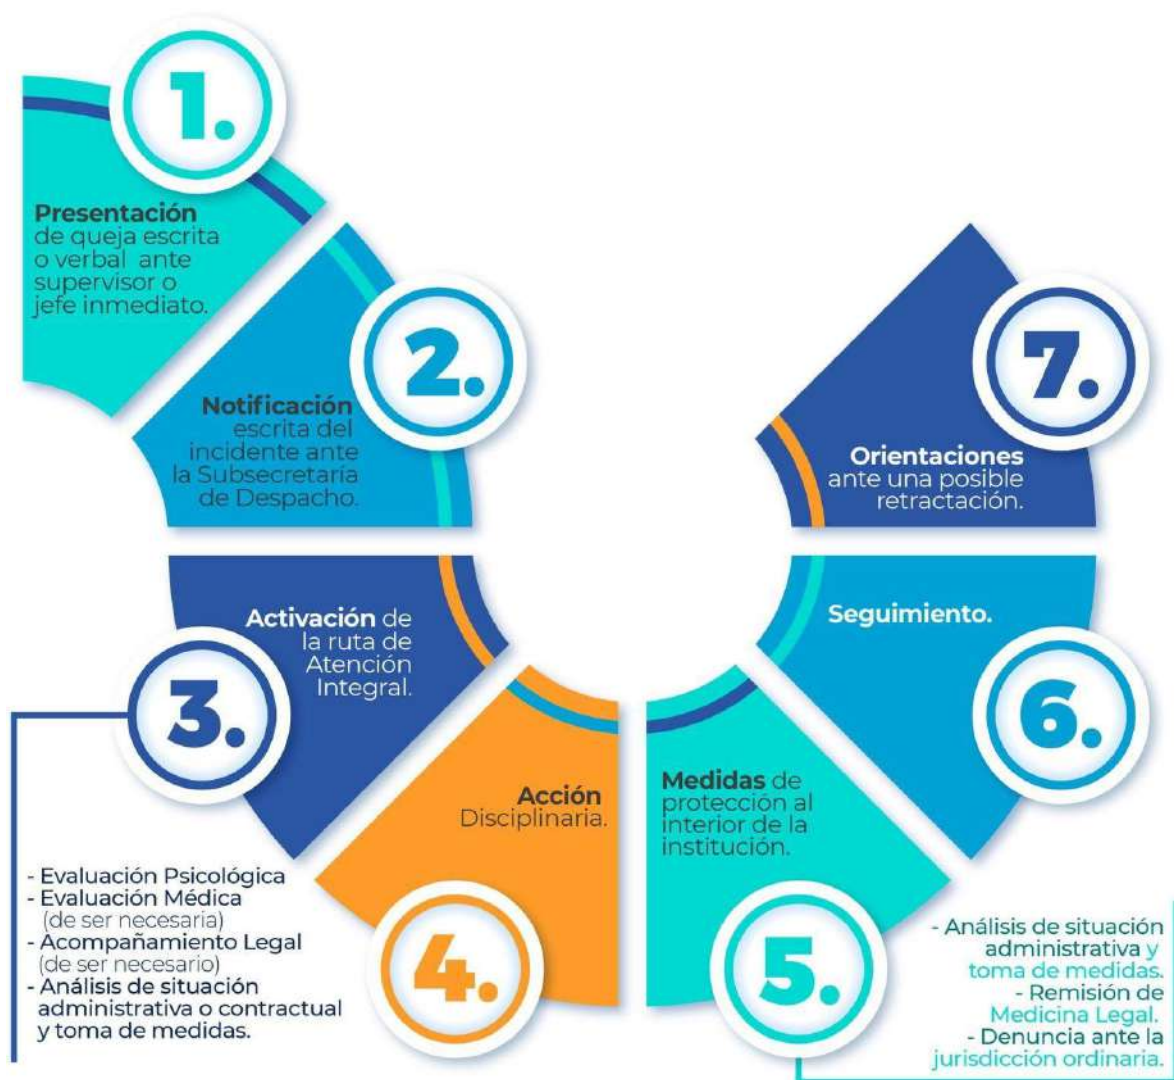 1.
Presentación
de queja escrita
o verbal ante
supervisor o
jefe inmediato.
2.
Notificación
escrita del
incidente ante
la Subsecretaría
de Despacho.
3.
Activación de
la ruta de
Atención
Integral.
- Evaluación Psicológica
- Evaluación Médica
(de ser necesaria)
- Acompañamiento Legal
(de ser necesario)
- Análisis de situación
administrativa o contractual
y toma de medidas.
4.
Acción
Disciplinaria.
5.
Medidas de
protección al
interior de la
institución.
- Análisis de situación
administrativa y
toma de medidas.
- Remisión de
Medicina Legal.
- Denuncia ante la
jurisdicción ordinaria.
6.
Seguimiento.
7.
Orientaciones
ante una posible
retractación.